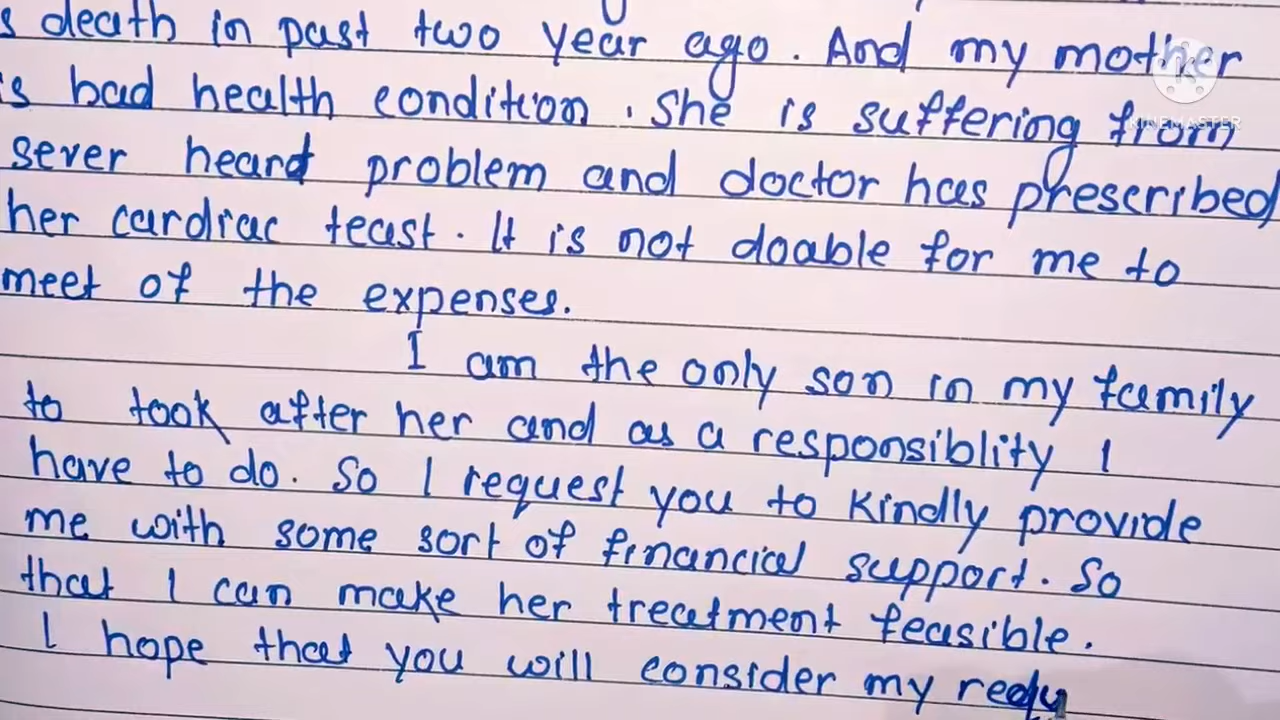 s death in past two year ago. And my mother
is bad health condition. She is suffering from
sever heard problem and doctor has prescribed
her cardiac teast. It is not doable for me to
meet of the expenses.
I am the only son in my family
to took after her and as a responsiblity I
have to do. So I request you to kindly provide
me with some sort of financial support. So
that I can make her treatment feasible.
I hope that you will consider my requ
KINEMASTER